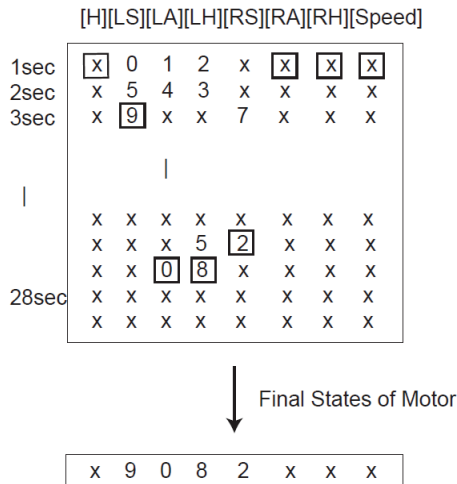 [H][LS][LA][LH][RS][RA][RH][Speed]
1sec x 0 1 2 x x x x
2sec x 5 4 3 x x x x
3sec x 9 x x 7 x x x
|
|
x x x x x x x x
x x x 5 2 x x x
x x 0 8 x x x x
28sec x x x x x x x x
x x x x x x x x
Final States of Motor
x 9 0 8 2 x x x